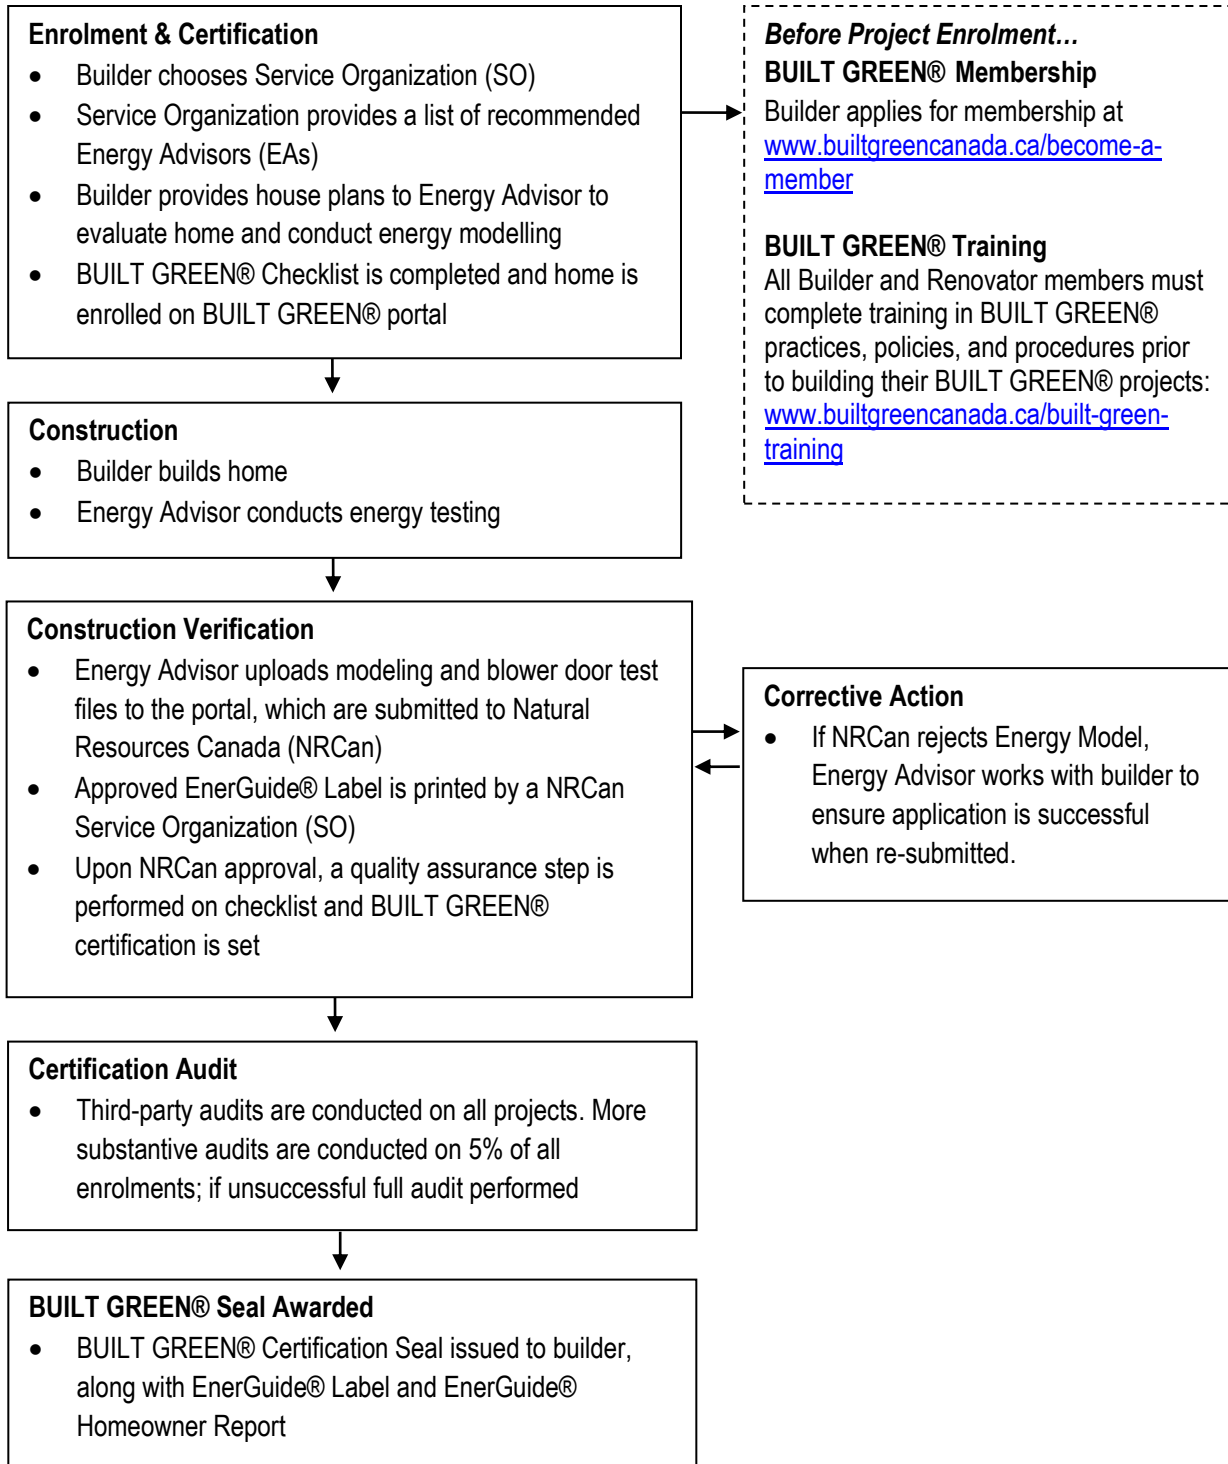 Enrolment & Certification
• Builder chooses Service Organization (SO)
• Service Organization provides a list of recommended
Energy Advisors (EAs)
• Builder provides house plans to Energy Advisor to
evaluate home and conduct energy modelling
• BUILT GREEN® Checklist is completed and home is
enrolled on BUILT GREEN® portal
Before Project Enrolment…
BUILT GREEN® Membership
Builder applies for membership at
www.builtgreencanada.ca/become-a-
member
BUILT GREEN® Training
All Builder and Renovator members must
complete training in BUILT GREEN®
practices, policies, and procedures prior
to building their BUILT GREEN® projects:
www.builtgreencanada.ca/built-green-
training
Construction
• Builder builds home
• Energy Advisor conducts energy testing
Construction Verification
• Energy Advisor uploads modeling and blower door test
files to the portal, which are submitted to Natural
Resources Canada (NRCan)
• Approved EnerGuide® Label is printed by a NRCan
Service Organization (SO)
• Upon NRCan approval, a quality assurance step is
performed on checklist and BUILT GREEN®
certification is set
Corrective Action
• If NRCan rejects Energy Model,
Energy Advisor works with builder to
ensure application is successful
when re-submitted.
Certification Audit
• Third-party audits are conducted on all projects. More
substantive audits are conducted on 5% of all
enrolments; if unsuccessful full audit performed
BUILT GREEN® Seal Awarded
• BUILT GREEN® Certification Seal issued to builder,
along with EnerGuide® Label and EnerGuide®
Homeowner Report